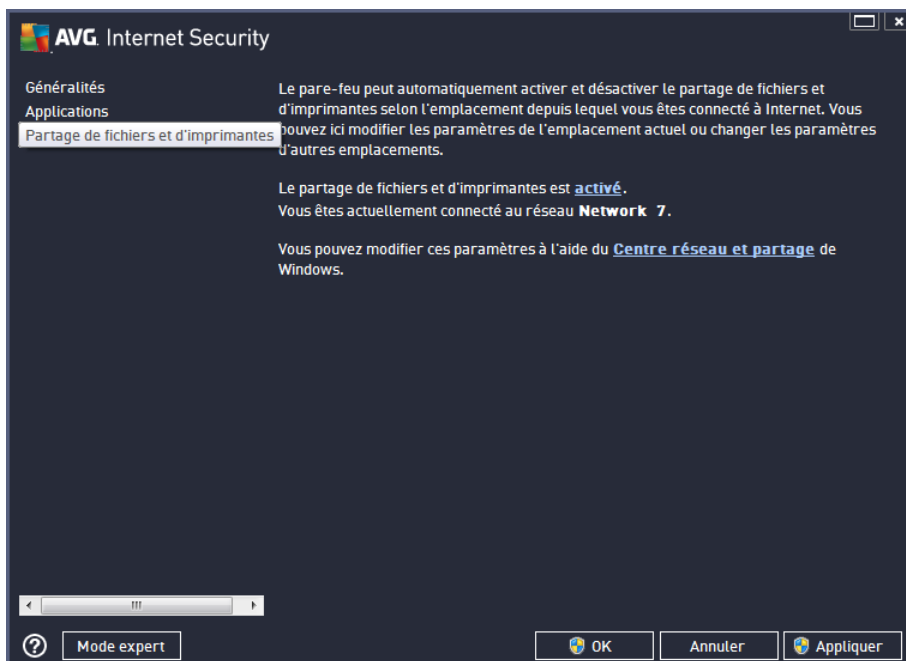 AVG. Internet Security
Généralités
Applications
Partage de fichiers et d'imprimantes
Le pare-feu peut automatiquement activer et désactiver le partage de fichiers et
d'imprimantes selon l'emplacement depuis lequel vous êtes connecté à Internet. Vous
pouvez ici modifier les paramètres de l'emplacement actuel ou changer les paramètres
d'autres emplacements.
Le partage de fichiers et d'imprimantes est activé.
Vous êtes actuellement connecté au réseau Network 7.
Vous pouvez modifier ces paramètres à l'aide du Centre réseau et partage de
Windows.
? Mode expert OK Annuler Appliquer